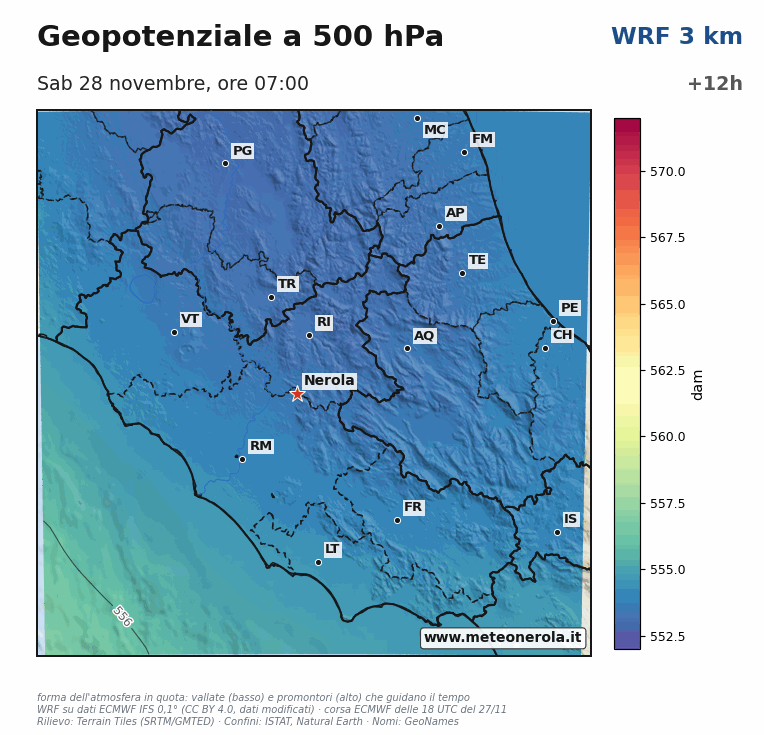 Geopotenziale a 500 hPa
WRF 3 km
Sab 28 novembre, ore 07:00
+12h
MC
FM
PG
AP
TE
TR
PE
VT
RI
AQ
CH
Nerola
RM
FR
IS
LT
556
www.meteonerola.it
570.0
567.5
565.0
562.5
560.0
557.5
555.0
552.5
dam
forma dell'atmosfera in quota: vallate (basso) e promontori (alto) che guidano il tempo
WRF su dati ECMWF IFS 0,1° (CC BY 4.0, dati modificati) · corsa ECMWF delle 18 UTC del 27/11
Rilievo: Terrain Tiles (SRTM/GMTED) · Confini: ISTAT, Natural Earth · Nomi: GeoNames